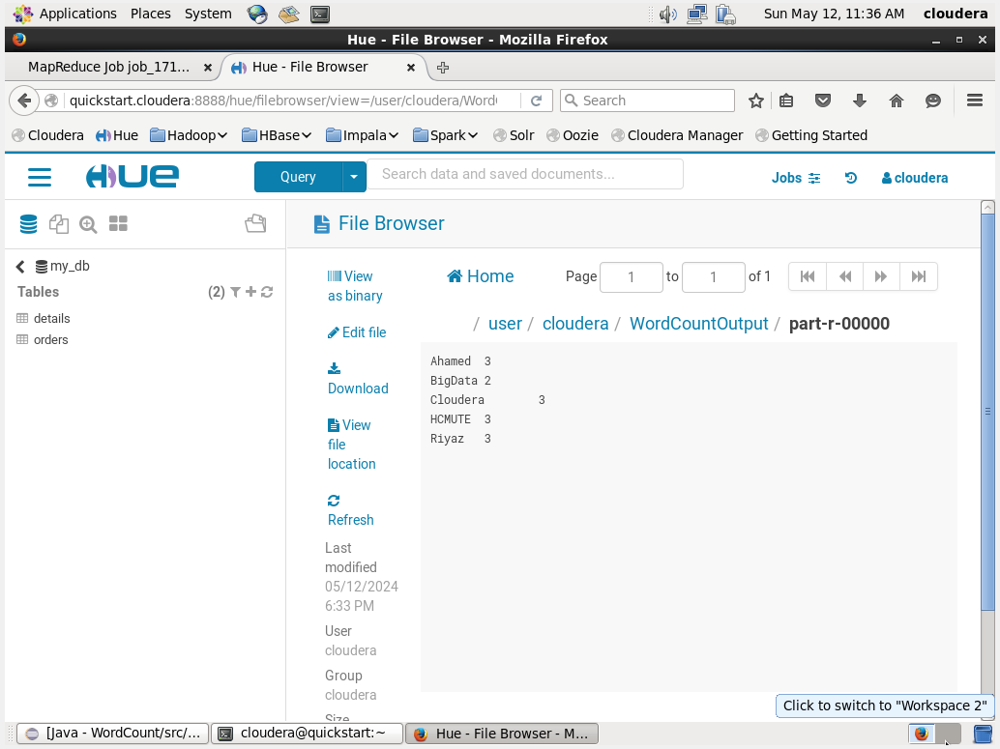 Applications Places System Sun May 12, 11:36 AM cloudera
Hue - File Browser - Mozilla Firefox
MapReduce Job job_171... Hue - File Browser
quickstart.cloudera:8888/hue/filebrowser/view=/user/cloudera/Word Search
Cloudera Hue Hadoop HBase Impala Spark Solr Oozie Cloudera Manager Getting Started
HUE Query Search data and saved documents... Jobs cloudera
File Browser
my_db
Tables (2)
details
orders
View
as binary
Edit file
Download
View
file
location
Refresh
Last
modified
05/12/2024
6:33 PM
User
cloudera
Group
cloudera
Size
Home Page 1 to 1 of 1
/ user / cloudera / WordCountOutput / part-r-00000
Ahamed 3
BigData 2
Cloudera 3
HCMUTE 3
Riyaz 3
Click to switch to "Workspace 2"
[Java - WordCount/src/... cloudera@quickstart:~ Hue - File Browser - M...